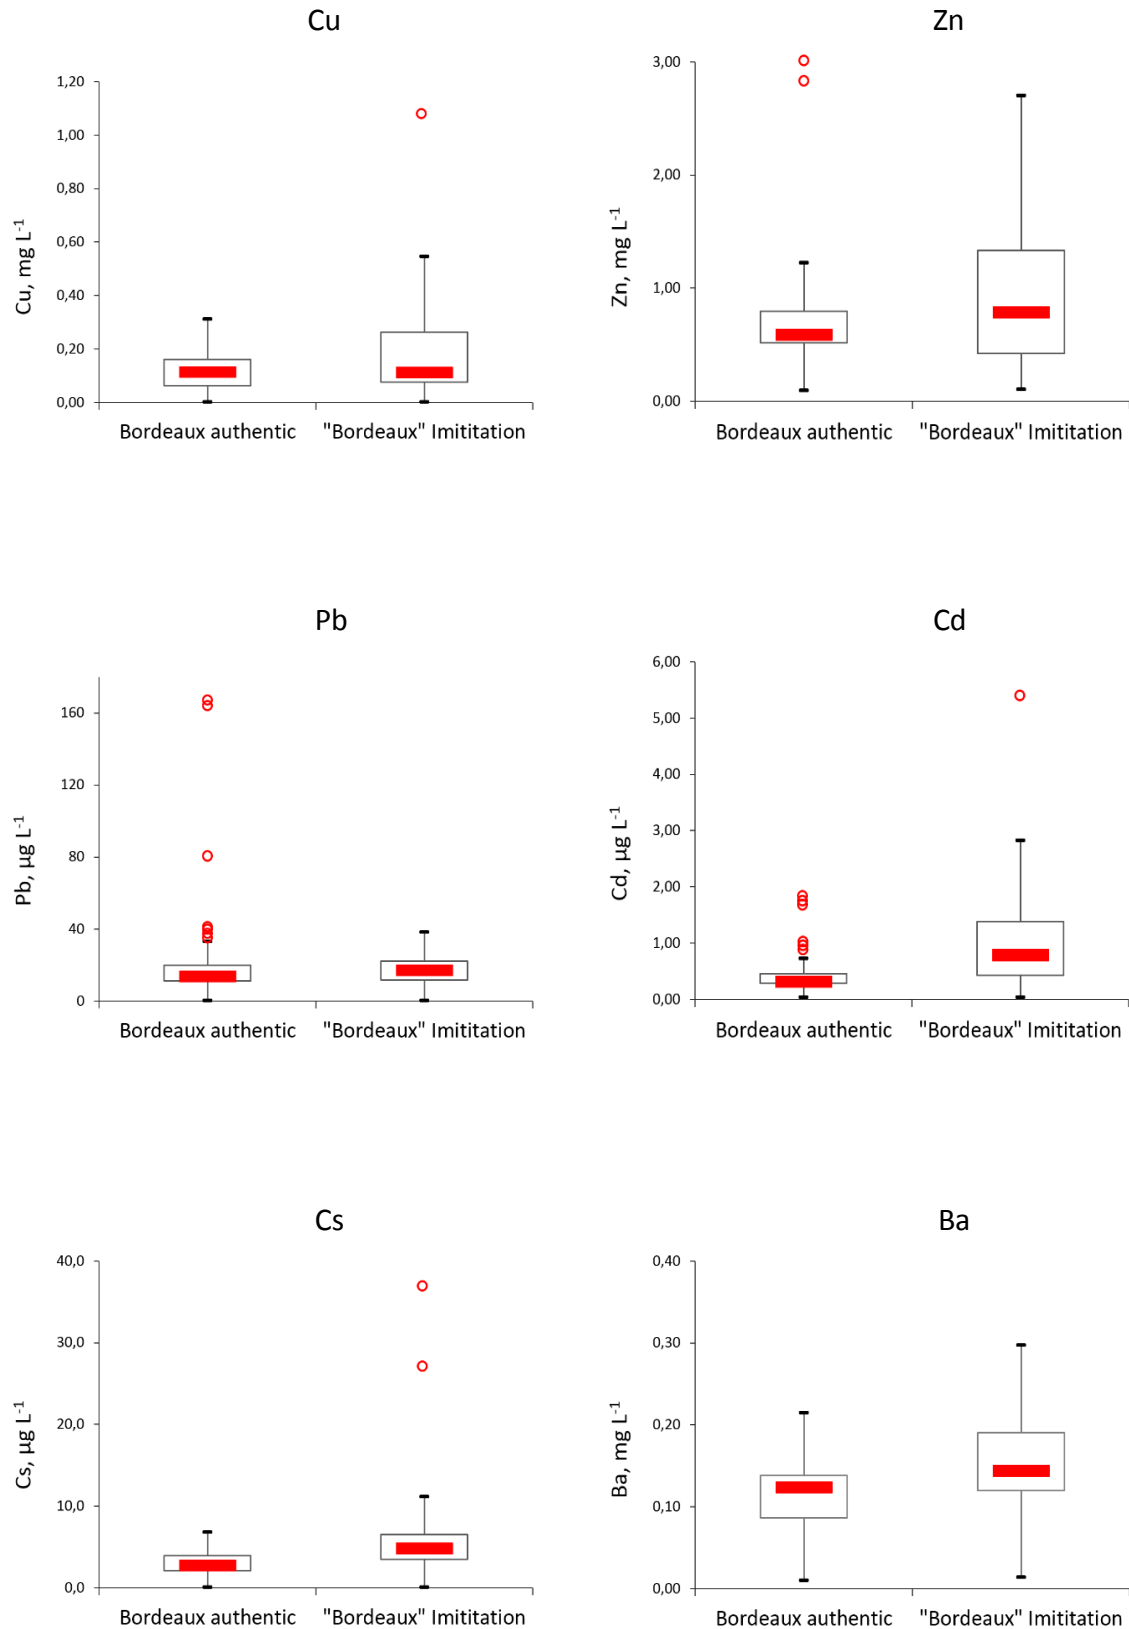 Cu
1,20
1,00
0,80
0,60
0,40
0,20
0,00
Cu, mg L-1
Bordeaux authentic
"Bordeaux" Imititation
Zn
3,00
2,00
1,00
0,00
Zn, mg L-1
Bordeaux authentic
"Bordeaux" Imititation
Pb
160
120
80
40
0
Pb, µg L-1
Bordeaux authentic
"Bordeaux" Imititation
Cd
6,00
5,00
4,00
3,00
2,00
1,00
0,00
Cd, µg L-1
Bordeaux authentic
"Bordeaux" Imititation
Cs
40,0
30,0
20,0
10,0
0,0
Cs, µg L-1
Bordeaux authentic
"Bordeaux" Imititation
Ba
0,40
0,30
0,20
0,10
0,00
Ba, mg L-1
Bordeaux authentic
"Bordeaux" Imititation